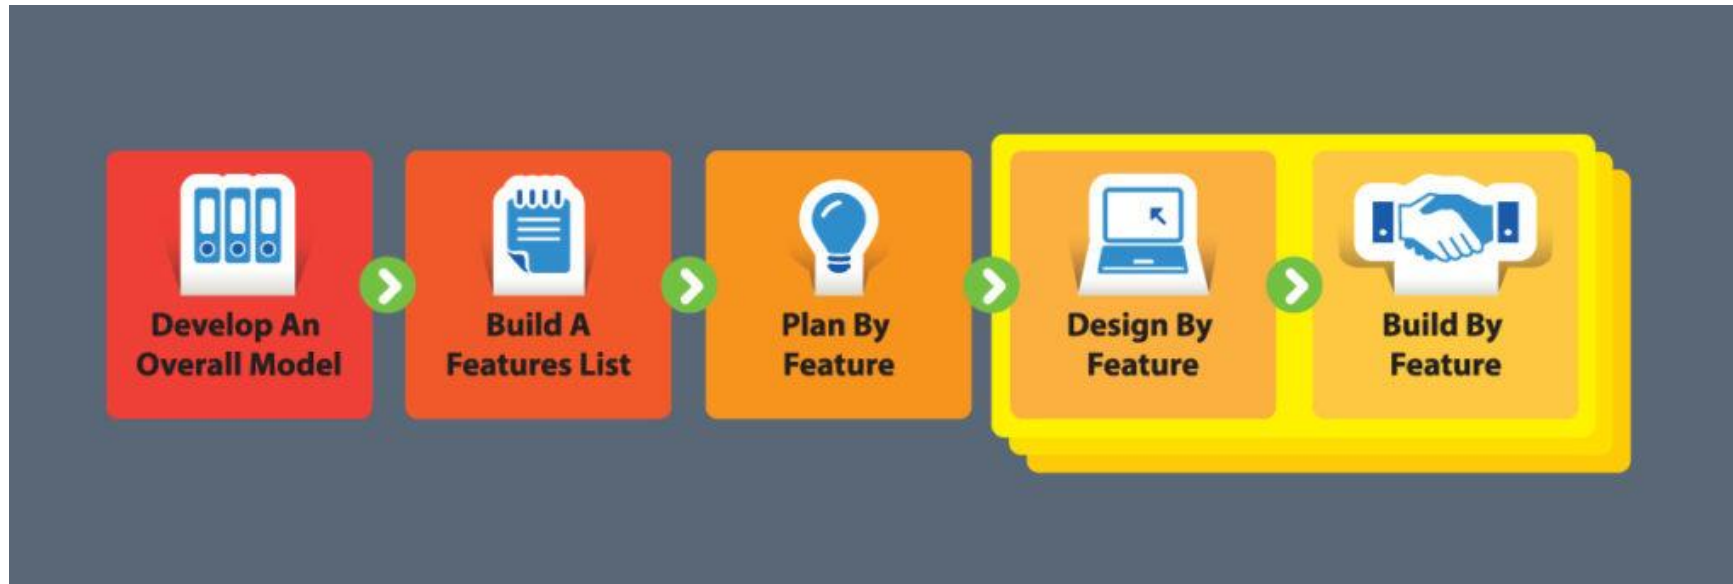 Develop An
Overall Model
Build A
Features List
Plan By
Feature
Design By
Feature
Build By
Feature